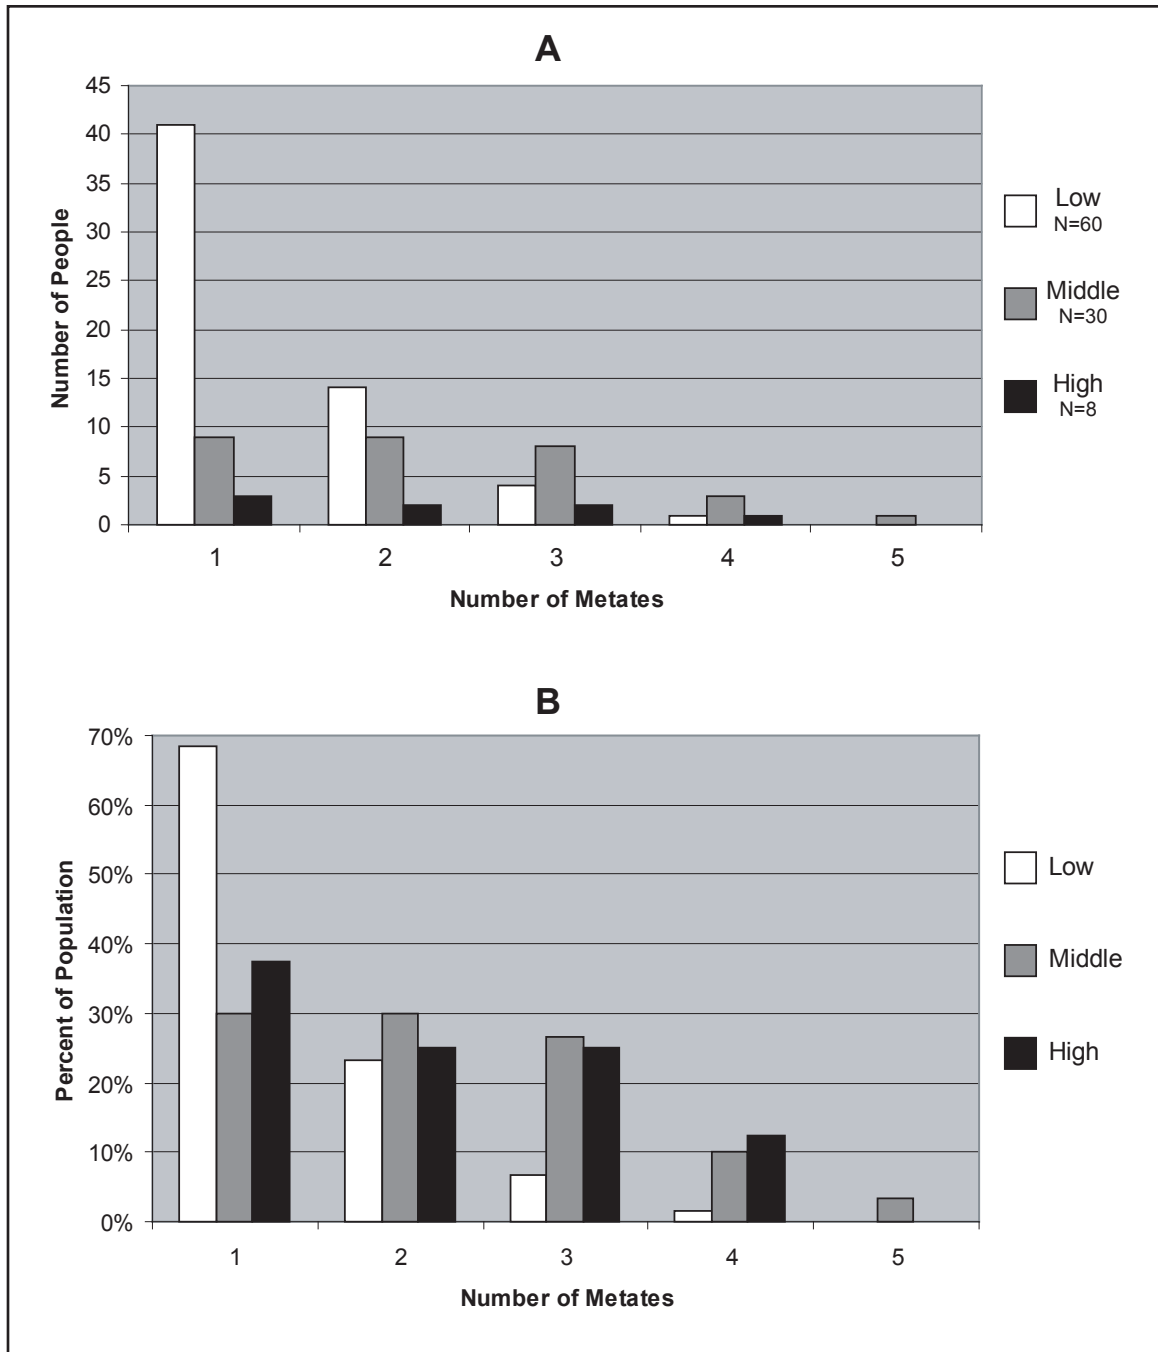 A
45
40
35
30
25
20
15
10
5
0
Number of People
1 2 3 4 5
Number of Metates
Low
N=60
Middle
N=30
High
N=8
B
70%
60%
50%
40%
30%
20%
10%
0%
Percent of Population
1 2 3 4 5
Number of Metates
Low
Middle
High